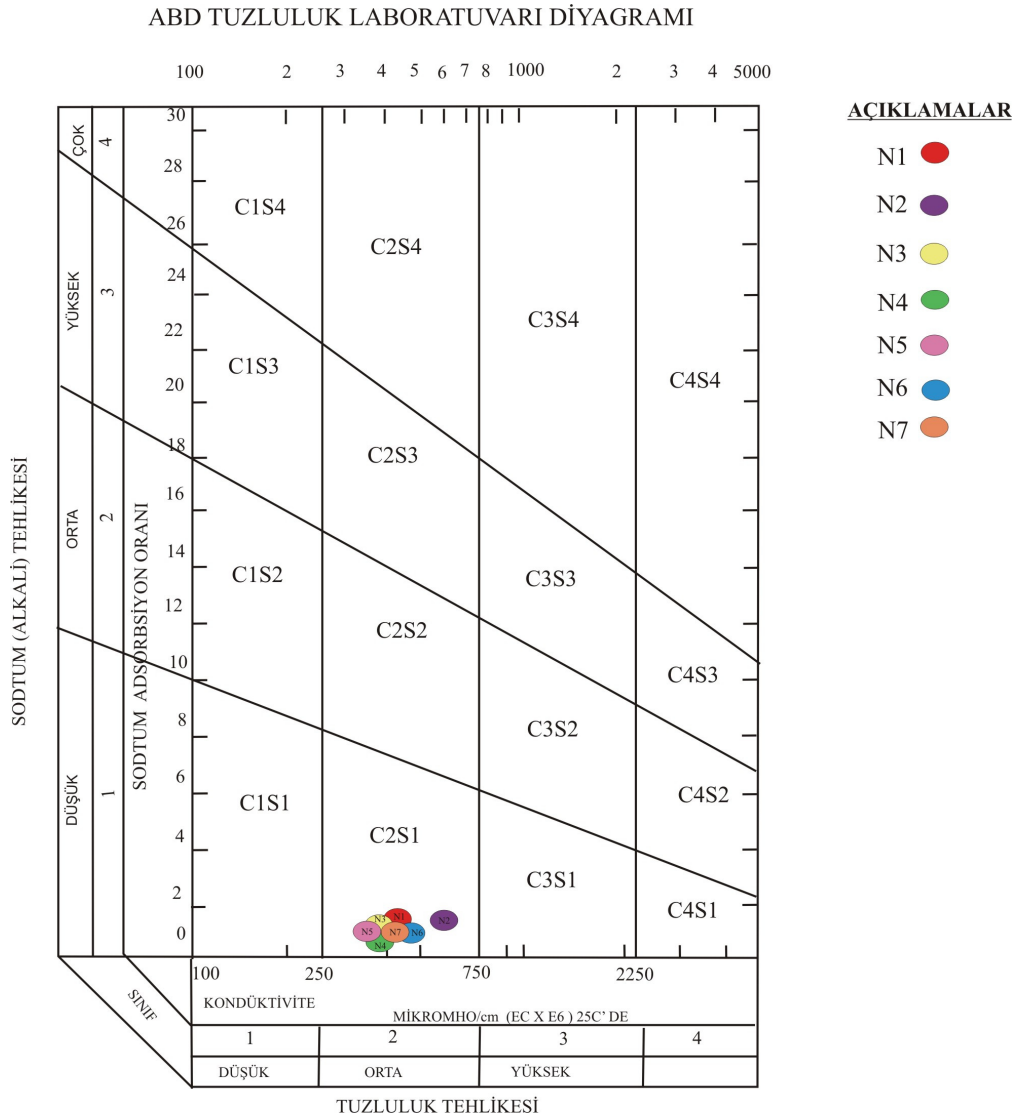 ABD TUZLULUK LABORATUVARI DİYAGRAMI
100 2 3 4 5 6 7 8 1000 2 3 4 5000
AÇIKLAMALAR
N1
N2
N3
N4
N5
N6
N7
SODTUM (ALKALİ) TEHLİKESİ
ÇOK
YÜKSEK
ORTA
DÜŞÜK
4
3
2
1
SODTUM ADSORBSİYON ORANI
30
28
26
24
22
20
18
16
14
12
10
8
6
4
2
0
C1S4
C2S4
C3S4
C4S4
C1S3
C2S3
C3S3
C4S3
C1S2
C2S2
C3S2
C4S2
C1S1
C2S1
C3S1
C4S1
N3
N1
N2
N5
N7
N6
N4
100 250 750 2250
SINIF
KONDÜKTİVİTE
MİKROMHO/cm (EC X E6 ) 25C' DE
1 2 3 4
DÜŞÜK ORTA YÜKSEK
TUZLULUK TEHLİKESİ